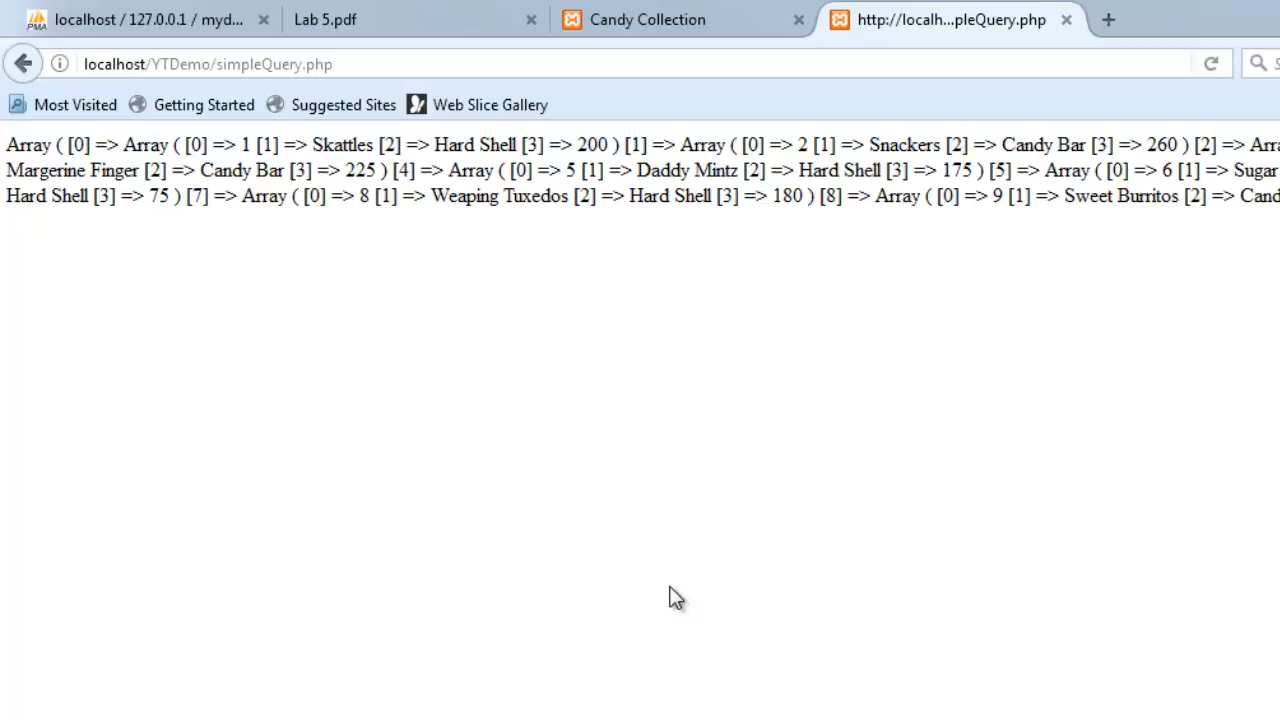 PMA
localhost / 127.0.0.1 / myd...
Lab 5.pdf
Candy Collection
http://localh...pleQuery.php
localhost/YTDemo/simpleQuery.php
Most Visited
Getting Started
Suggested Sites
Web Slice Gallery
Array ( [0] => Array ( [0] => 1 [1] => Skattles [2] => Hard Shell [3] => 200 ) [1] => Array ( [0] => 2 [1] => Snackers [2] => Candy Bar [3] => 260 ) [2] =>
Margerine Finger [2] => Candy Bar [3] => 225 ) [4] => Array ( [0] => 5 [1] => Daddy Mintz [2] => Hard Shell [3] => 175 ) [5] => Array ( [0] => 6 [1] => Sugar
Hard Shell [3] => 75 ) [7] => Array ( [0] => 8 [1] => Weaping Tuxedos [2] => Hard Shell [3] => 180 ) [8] => Array ( [0] => 9 [1] => Sweet Burritos [2] =>